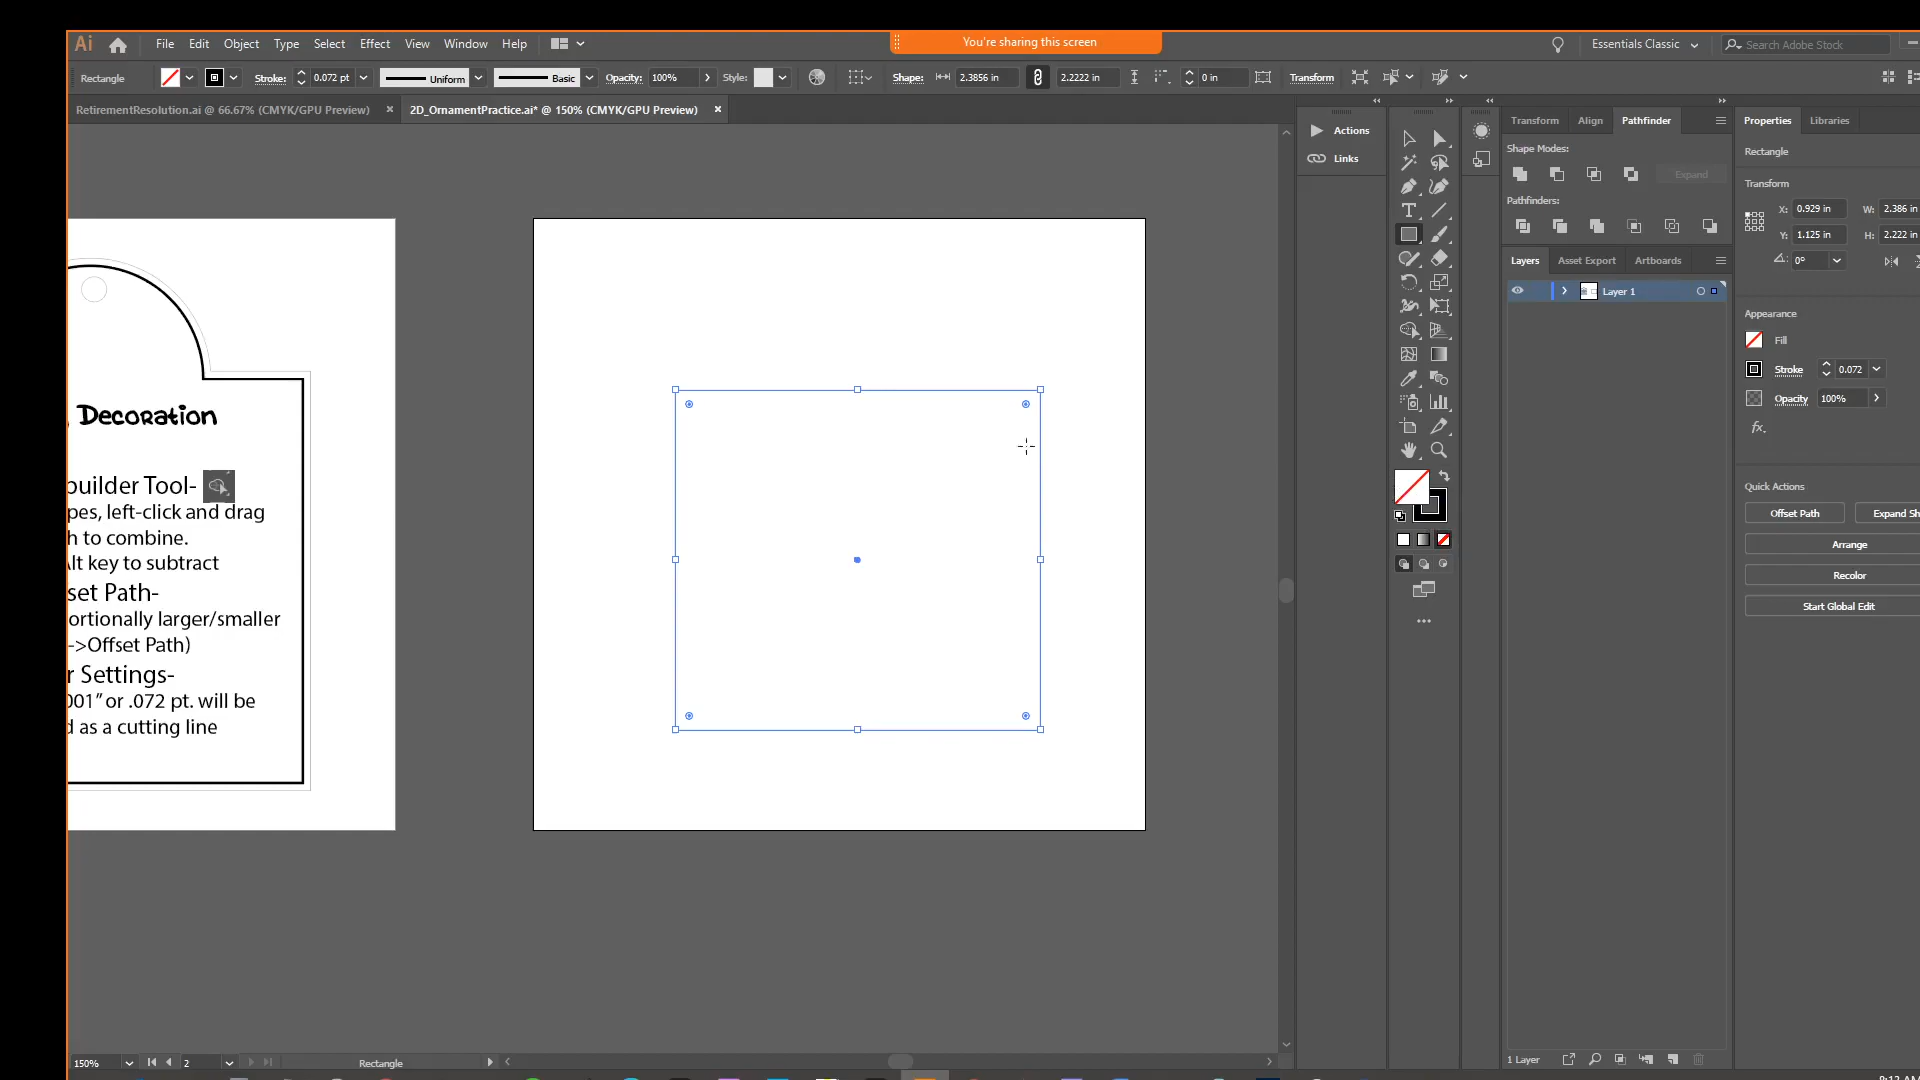 You're sharing this screen
Ai File Edit Object Type Select Effect View Window Help
Essentials Classic
Search Adobe Stock
Rectangle Stroke: 0.072 pt Uniform Basic Opacity: 100% Style: Shape: 2.3856 in 2.2222 in 0 in Transform
RetirementResolution.ai @ 66.67% (CMYK/GPU Preview) × 2D_OrnamentPractice.ai* @ 150% (CMYK/GPU Preview) ×
Decoration
builder Tool-
pes, left-click and drag
h to combine.
lt key to subtract
set Path-
ortionally larger/smaller
->Offset Path)
r Settings-
001" or .072 pt. will be
d as a cutting line
Actions
Links
Transform Align Pathfinder
Shape Modes:
Expand
Pathfinders:
Layers Asset Export Artboards
Layer 1
1 Layer
Properties Libraries
Rectangle
Transform
X: 0.929 in W: 2.386 in
Y: 1.125 in H: 2.222 in
0°
Appearance
Fill
Stroke 0.072
Opacity 100%
fx.
Quick Actions
Offset Path Expand Sh
Arrange
Recolor
Start Global Edit
150% 2 Rectangle